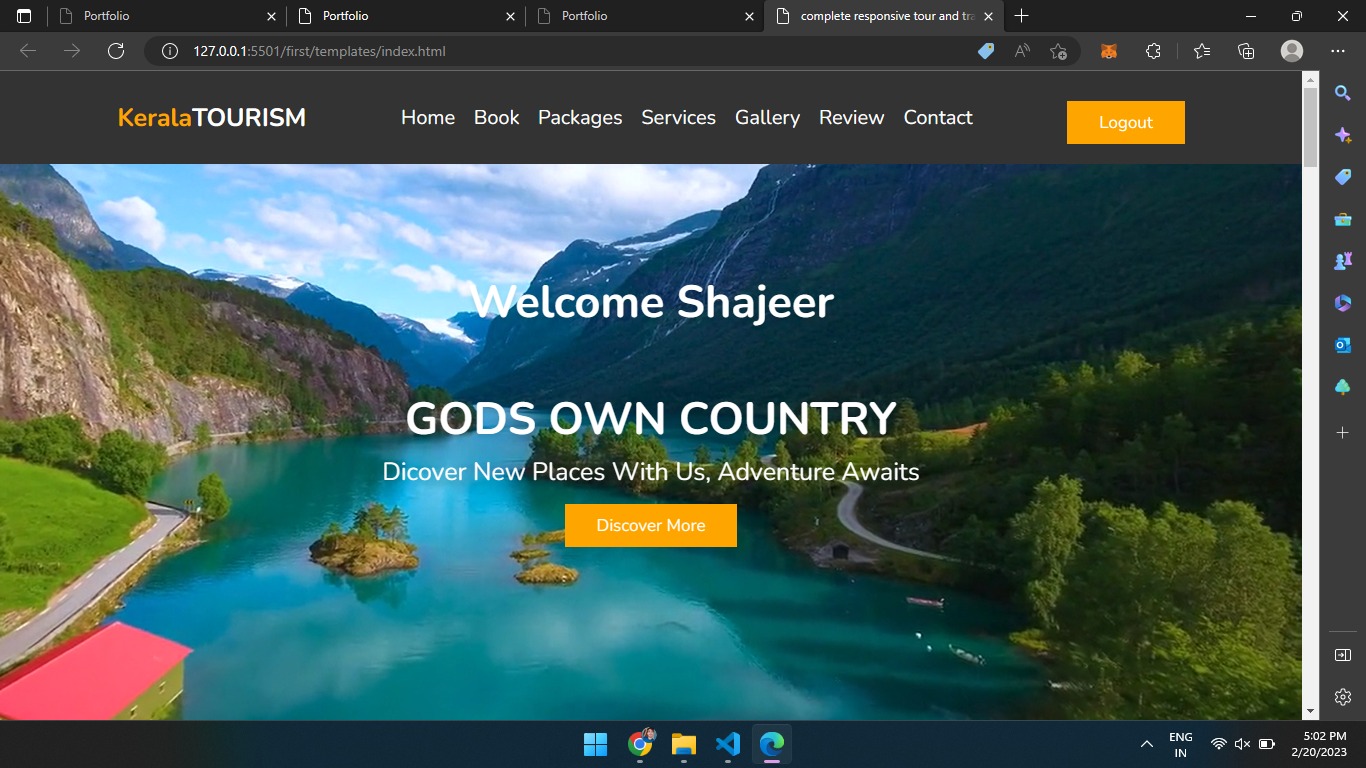 Portfolio
Portfolio
Portfolio
complete responsive tour and tra
127.0.0.1:5501/first/templates/index.html
KeralaTOURISM
Home Book Packages Services Gallery Review Contact
Logout
Welcome Shajeer
GODS OWN COUNTRY
Dicover New Places With Us, Adventure Awaits
Discover More
ENG
IN
5:02 PM
2/20/2023